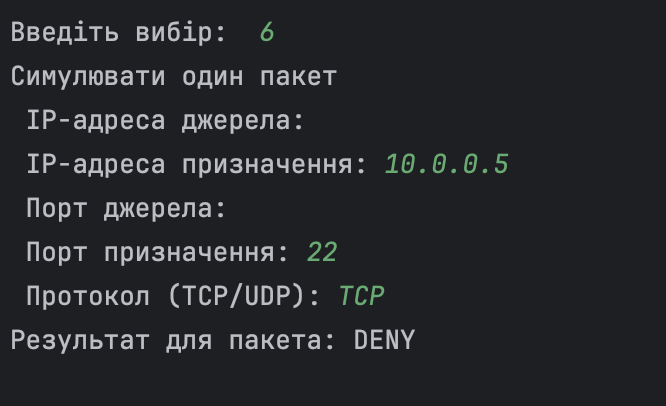 Введіть вибір:  6
Симулювати один пакет
 IP-адреса джерела:
 IP-адреса призначення: 10.0.0.5
 Порт джерела:
 Порт призначення: 22
 Протокол (TCP/UDP): TCP
Результат для пакета: DENY